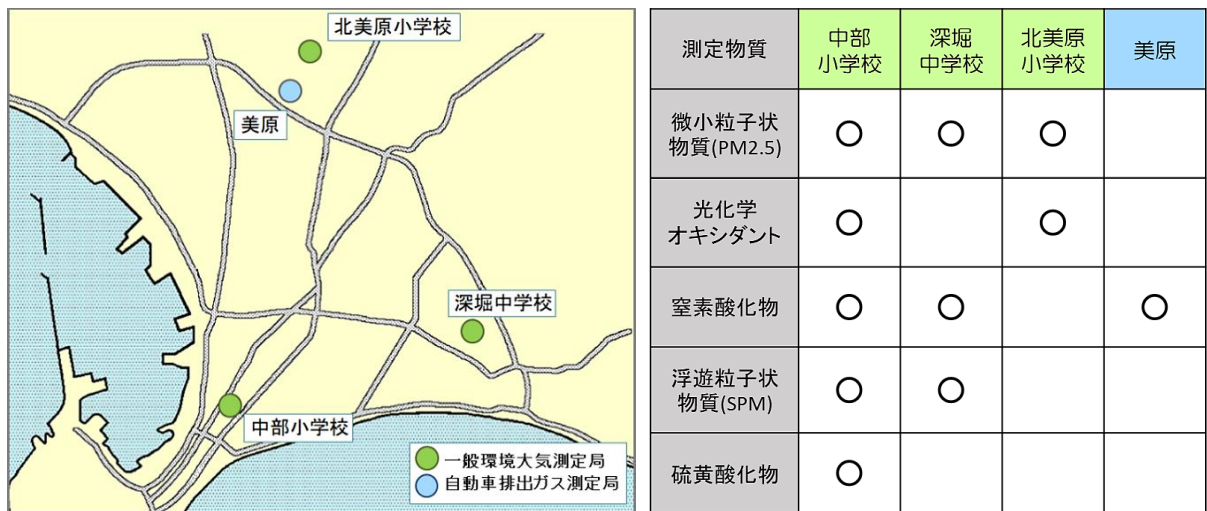 北美原小学校
美原
深堀中学校
中部小学校
一般環境大気測定局
自動車排出ガス測定局
測定物質
中部
小学校
深堀
中学校
北美原
小学校
美原
微小粒子状
物質(PM2.5)
○ ○ ○
光化学
オキシダント
○ ○
窒素酸化物
○ ○ ○
浮遊粒子状
物質(SPM)
○ ○
硫黄酸化物
○